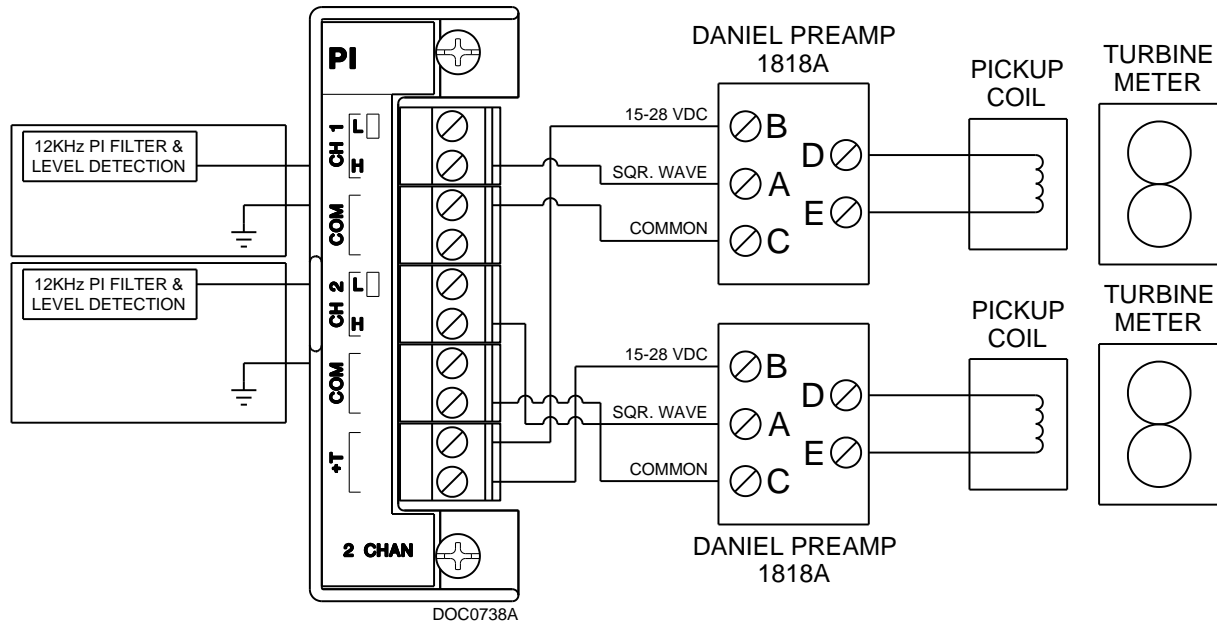 PI
CH 1
L
H
COM
CH 2
L
H
COM
+T
2 CHAN
DOC0738A
12KHz PI FILTER &
LEVEL DETECTION
12KHz PI FILTER &
LEVEL DETECTION
DANIEL PREAMP
1818A
15-28 VDC
SQR. WAVE
COMMON
B
A
C
D
E
PICKUP
COIL
TURBINE
METER
15-28 VDC
SQR. WAVE
COMMON
B
A
C
D
E
DANIEL PREAMP
1818A
PICKUP
COIL
TURBINE
METER